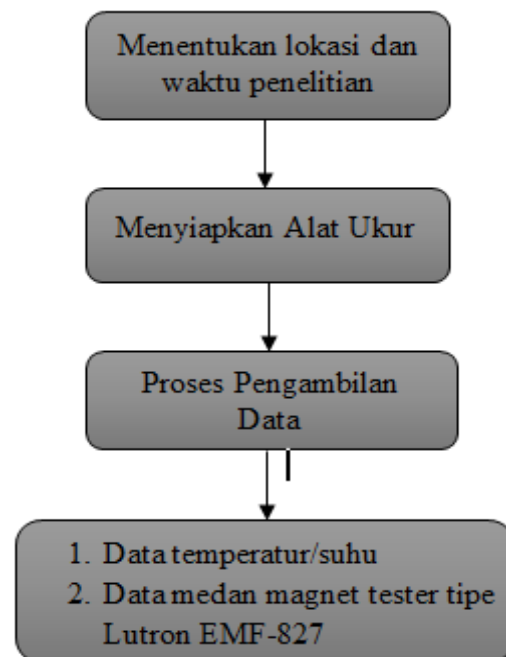 Menentukan lokasi dan
waktu penelitian
Menyiapkan Alat Ukur
Proses Pengambilan
Data
1. Data temperatur/suhu
2. Data medan magnet tester tipe
Lutron EMF-827